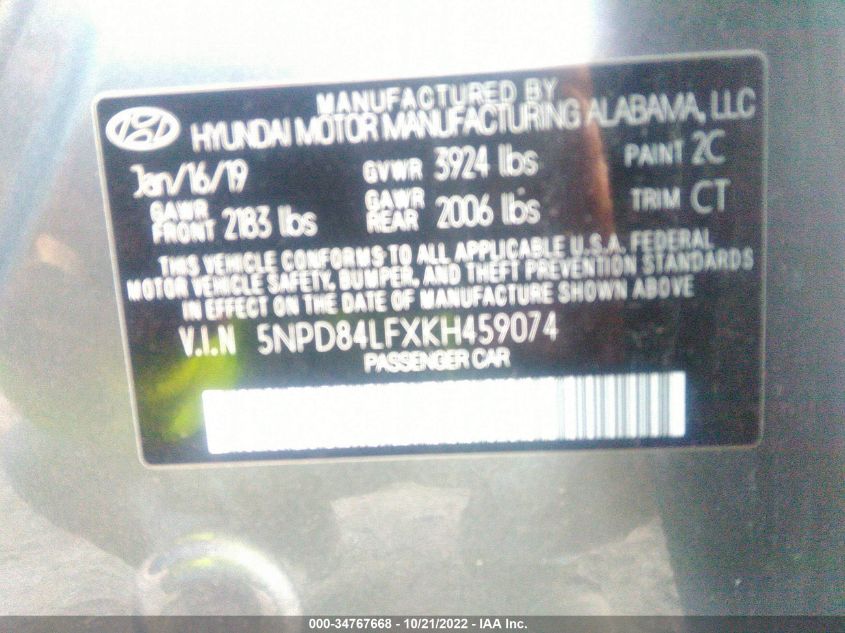 MANUFACTURED BY
HYUNDAI MOTOR MANUFACTURING ALABAMA, LLC
Jan/16/19 GVWR 3924 lbs PAINT 2C
GAWR FRONT 2183 lbs GAWR REAR 2006 lbs TRIM CT
THIS VEHICLE CONFORMS TO ALL APPLICABLE U.S.A. FEDERAL
MOTOR VEHICLE SAFETY, BUMPER, AND THEFT PREVENTION STANDARDS
IN EFFECT ON THE DATE OF MANUFACTURE SHOWN ABOVE
V.I.N 5NPD84LFXKH459074
PASSENGER CAR
000-34767668 - 10/21/2022 - IAA Inc.